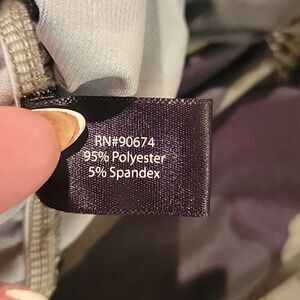 RN#90674
95% Polyester
5% Spandex